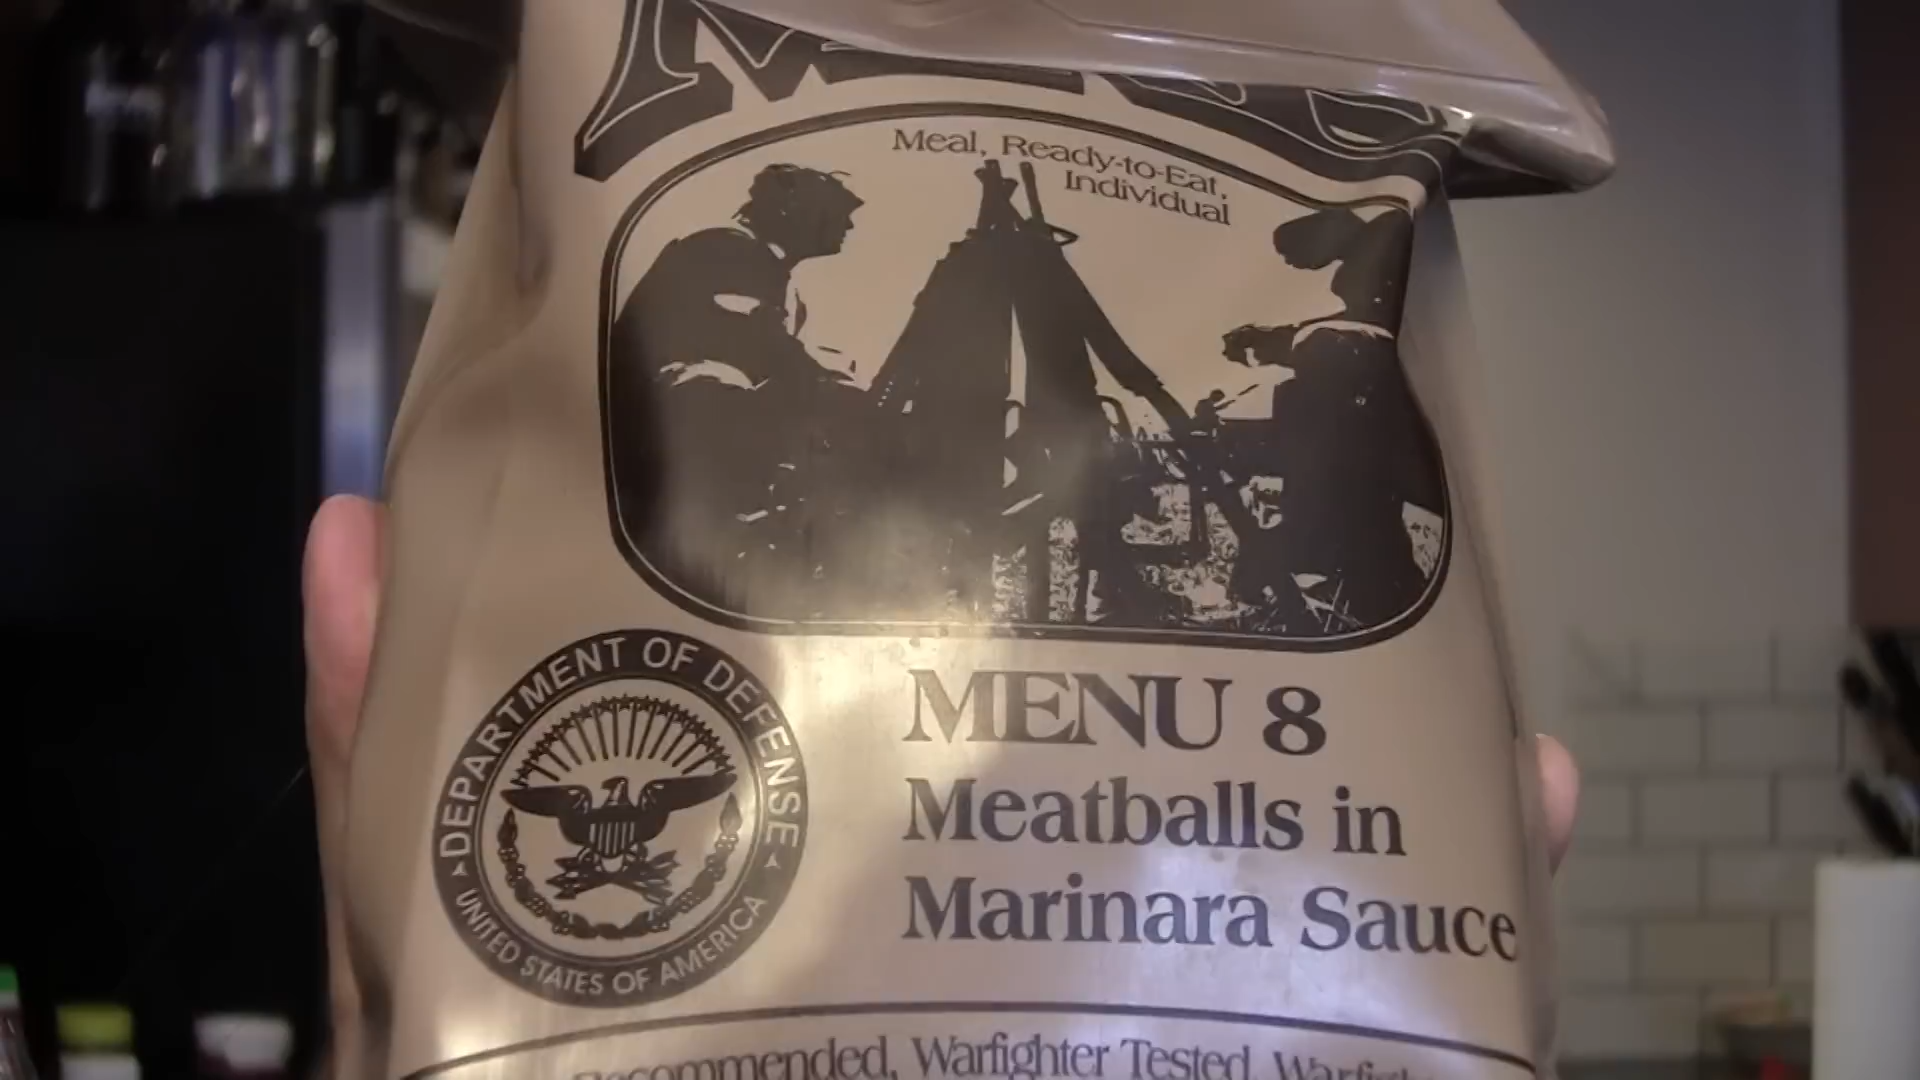 Meal, Ready-to-Eat,
Individual
DEPARTMENT OF DEFENSE
UNITED STATES OF AMERICA
MENU 8
Meatballs in
Marinara Sauce
Warfighter Tested,